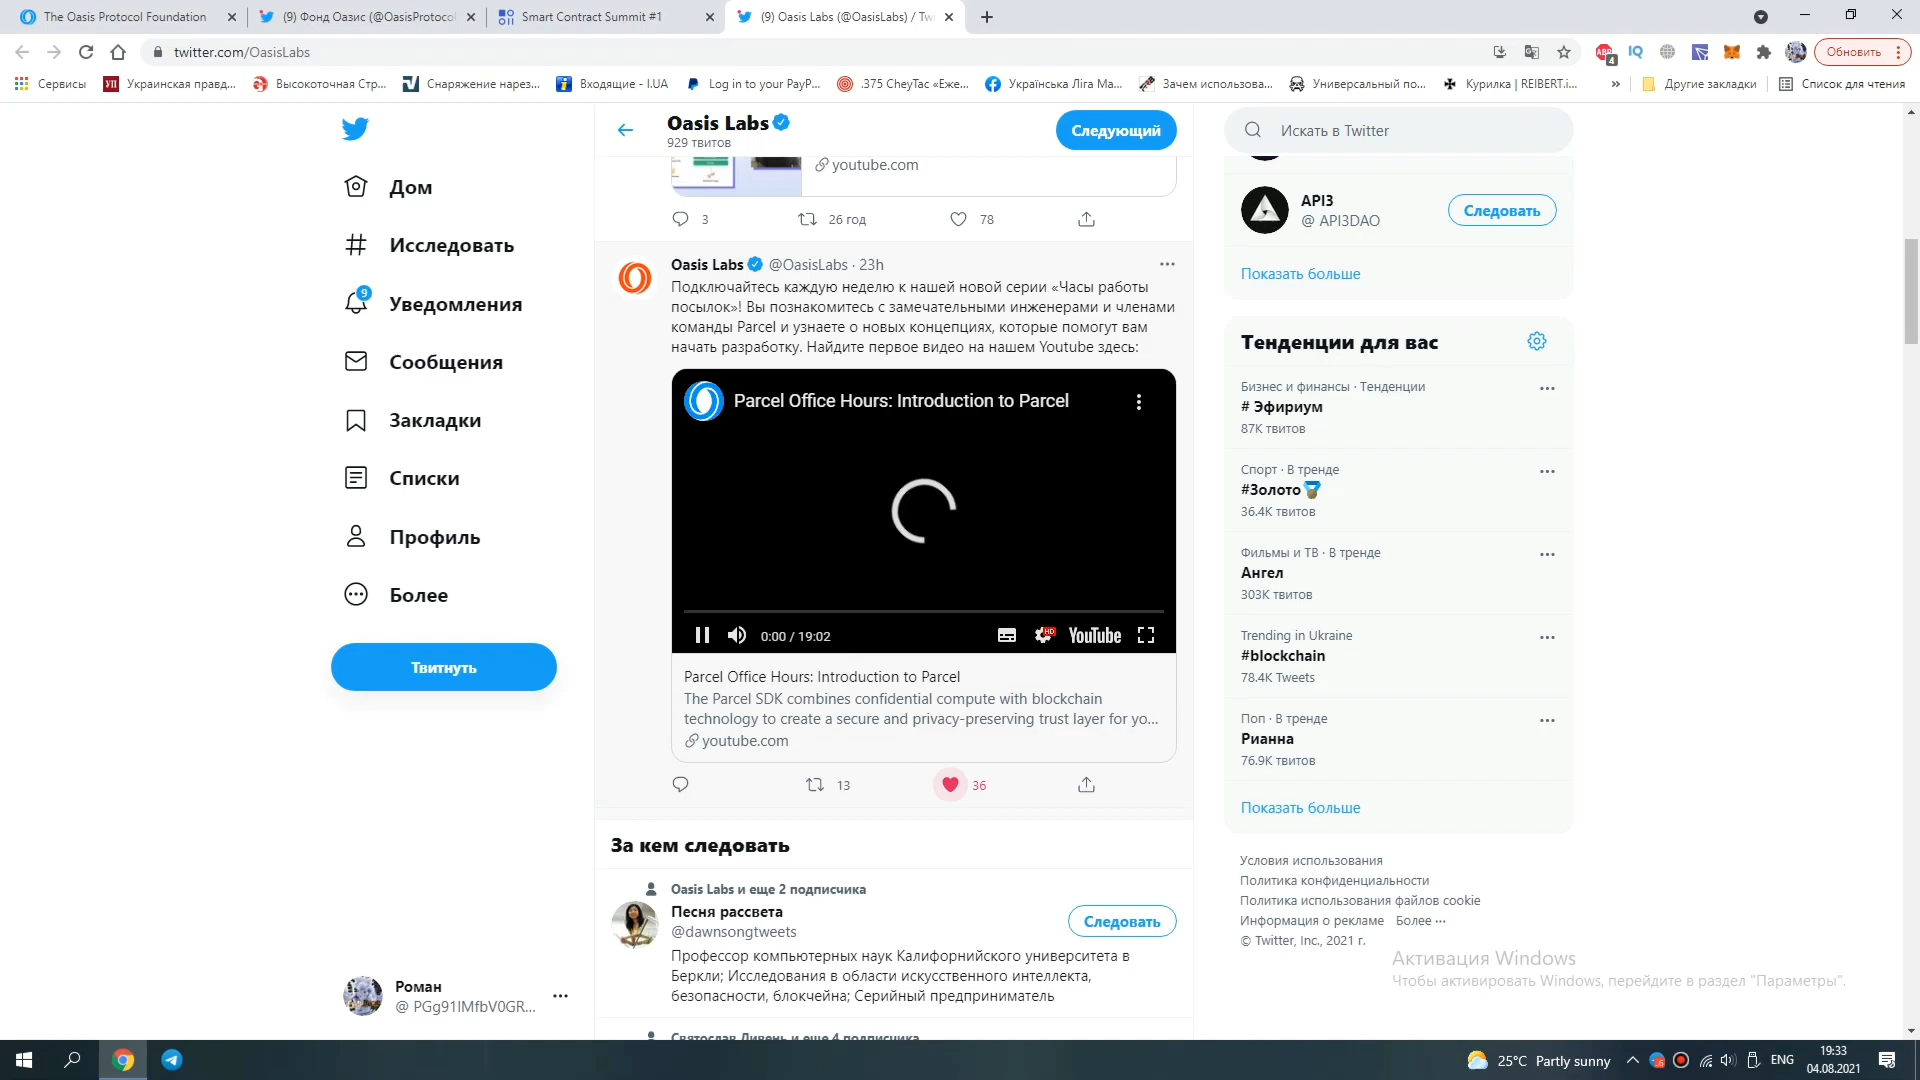 The Oasis Protocol Foundation
(9) Фонд Оазис (@OasisProtocol
Smart Contract Summit #1
(9) Oasis Labs (@OasisLabs) / Twi
twitter.com/OasisLabs
ABP
4
IQ
Обновить
Сервисы
УП
Украинская правд...
Высокоточная Стр...
Снаряжение нарез...
Входящие - I.UA
Log in to your PayP...
.375 CheyTac «Еже...
Українська Ліга Ма...
Зачем использова...
Универсальный по...
Курилка | REIBERT.i...
»
Другие закладки
Список для чтения
Дом
Исследовать
9
Уведомления
Сообщения
Закладки
Списки
Профиль
Более
Твитнуть
Роман
@ PGg91IMfbV0GR...
Oasis Labs
929 твитов
Следующий
youtube.com
3
26 год
78
Oasis Labs @OasisLabs · 23h
Подключайтесь каждую неделю к нашей новой серии «Часы работы
посылок»! Вы познакомитесь с замечательными инженерами и членами
команды Parcel и узнаете о новых концепциях, которые помогут вам
начать разработку. Найдите первое видео на нашем Youtube здесь:
Parcel Office Hours: Introduction to Parcel
0:00 / 19:02
HD
YouTube
Parcel Office Hours: Introduction to Parcel
The Parcel SDK combines confidential compute with blockchain
technology to create a secure and privacy-preserving trust layer for yo...
youtube.com
13
36
За кем следовать
Oasis Labs и еще 2 подписчика
Песня рассвета
@dawnsongtweets
Следовать
Профессор компьютерных наук Калифорнийского университета в
Беркли; Исследования в области искусственного интеллекта,
безопасности, блокчейна; Серийный предприниматель
Святослав Дивень и еще 4 подписчика
Искать в Twitter
API3
@ API3DAO
Следовать
Показать больше
Тенденции для вас
Бизнес и финансы · Тенденции
# Эфириум
87K твитов
Спорт · В тренде
#Золото
36.4K твитов
Фильмы и ТВ · В тренде
Ангел
303K твитов
Trending in Ukraine
#blockchain
78.4K Tweets
Поп · В тренде
Рианна
76.9K твитов
Показать больше
Условия использования
Политика конфиденциальности
Политика использования файлов cookie
Информация о рекламе Более ···
© Twitter, Inc., 2021 г.
Активация Windows
Чтобы активировать Windows, перейдите в раздел "Параметры".
25°C Partly sunny
ENG
19:33
04.08.2021